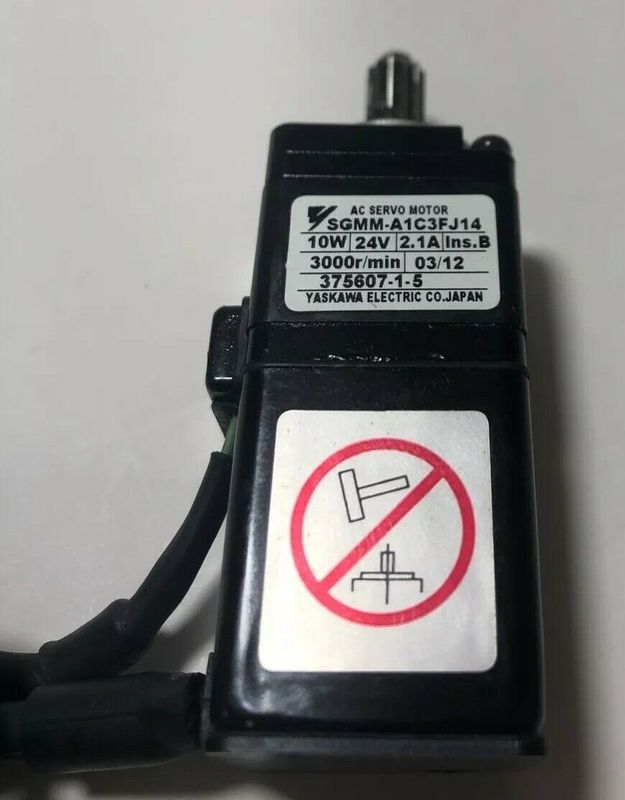 AC SERVO MOTOR
SGMM-A1C3FJ14
10W 24V 2.1A Ins.B
3000r/min 03/12
375607-1-5
YASKAWA ELECTRIC CO.JAPAN